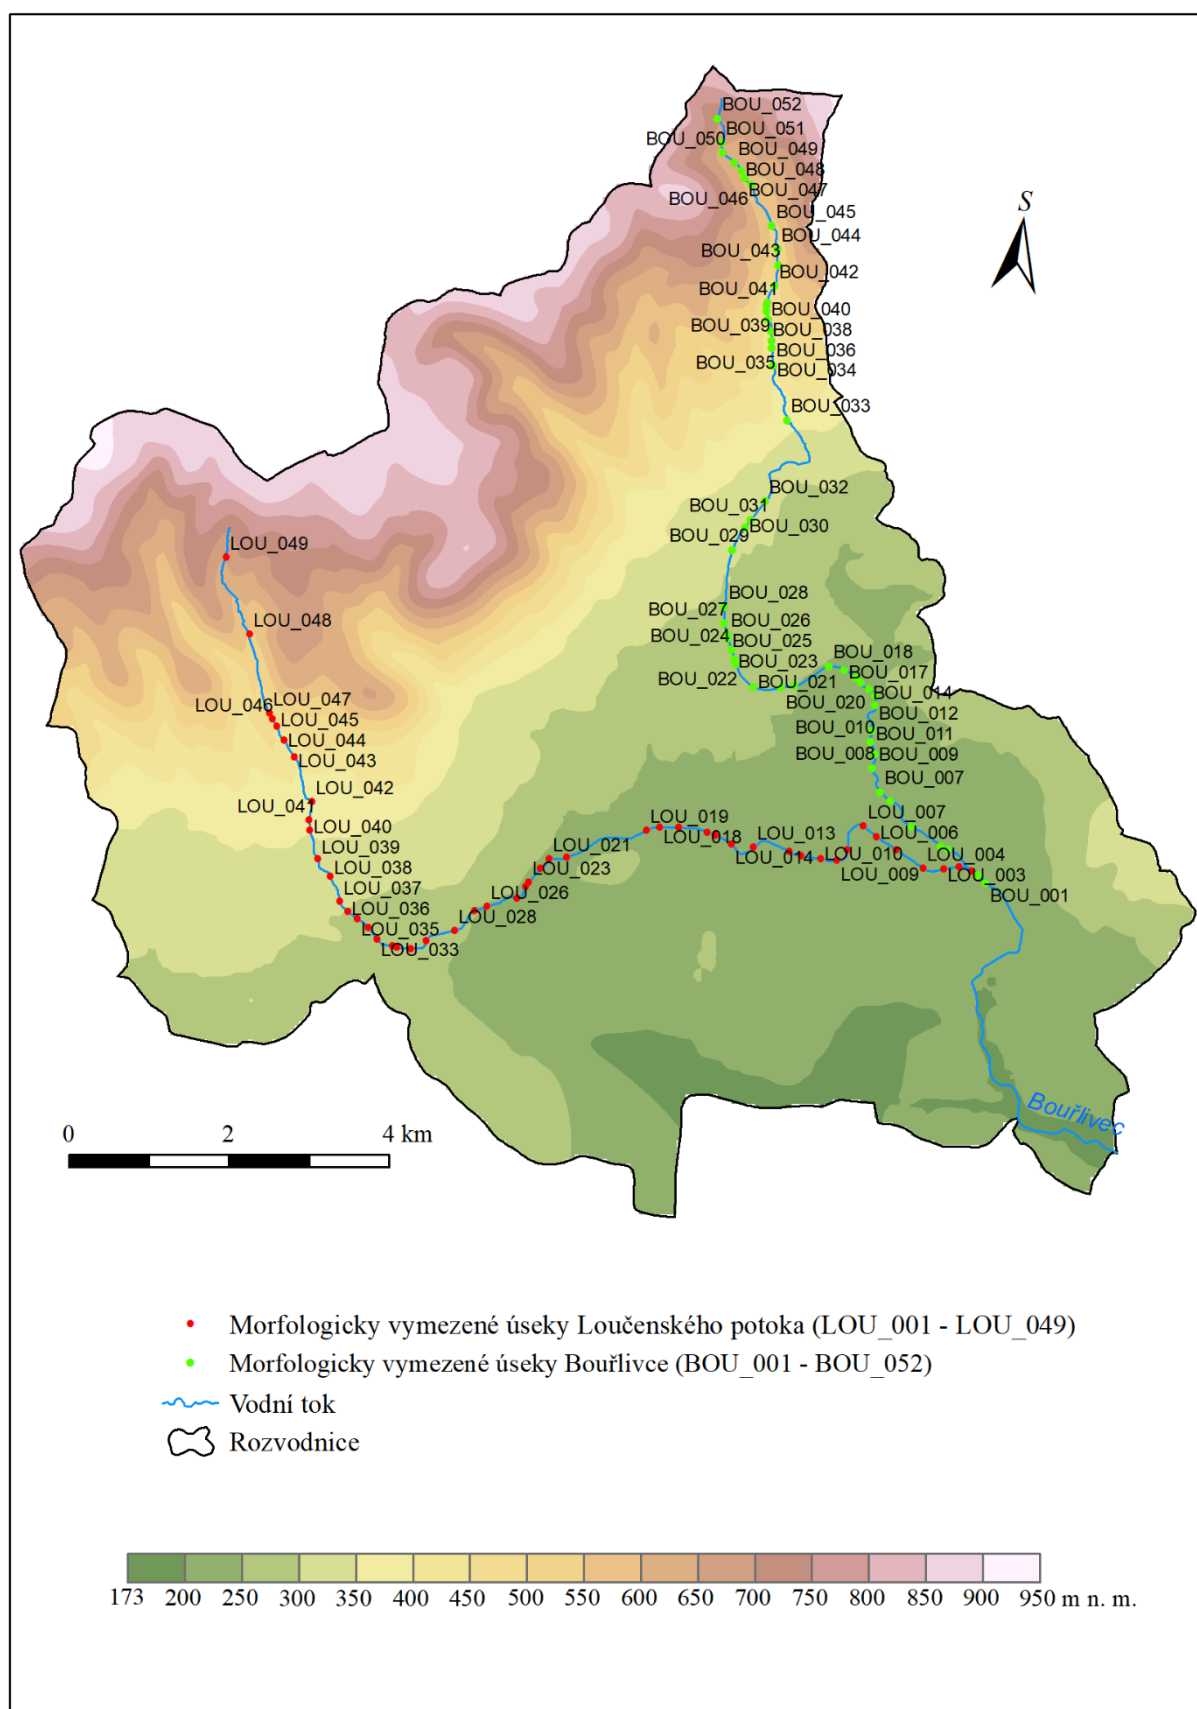 BOU_052
BOU_051
BOU_050
BOU_049
BOU_048
BOU_047
BOU_046
S
BOU_045
BOU_044
BOU_043
BOU_042
BOU_041
BOU_040
BOU_039
BOU_038
BOU_036
BOU_035
BOU_034
BOU_033
BOU_032
BOU_031
BOU_030
BOU_029
LOU_049
BOU_028
BOU_027
BOU_026
LOU_048
BOU_024
BOU_025
BOU_018
BOU_023
BOU_017
BOU_022
BOU_021
BOU_014
LOU_047
BOU_020
LOU_046
BOU_012
LOU_045
BOU_010
BOU_011
LOU_044
BOU_008
BOU_009
LOU_043
BOU_007
LOU_042
LOU_041
LOU_007
LOU_019
LOU_040
LOU_018
LOU_013
LOU_006
LOU_021
LOU_039
LOU_014
LOU_010
LOU_004
LOU_038
LOU_023
LOU_009
LOU_003
LOU_037
LOU_026
BOU_001
LOU_036
LOU_028
LOU_035
LOU_033
Bouřlivec
0 2 4 km
Morfologicky vymezené úseky Loučenského potoka (LOU_001 - LOU_049)
Morfologicky vymezené úseky Bouřlivce (BOU_001 - BOU_052)
Vodní tok
Rozvodnice
173 200 250 300 350 400 450 500 550 600 650 700 750 800 850 900 950 m n. m.